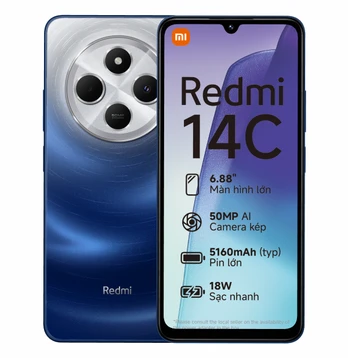 Redmi
14C
6.88"
Màn hình lớn
50MP AI
Camera kép
5160mAh (typ)
Pin lớn
18W
Sạc nhanh
Redmi